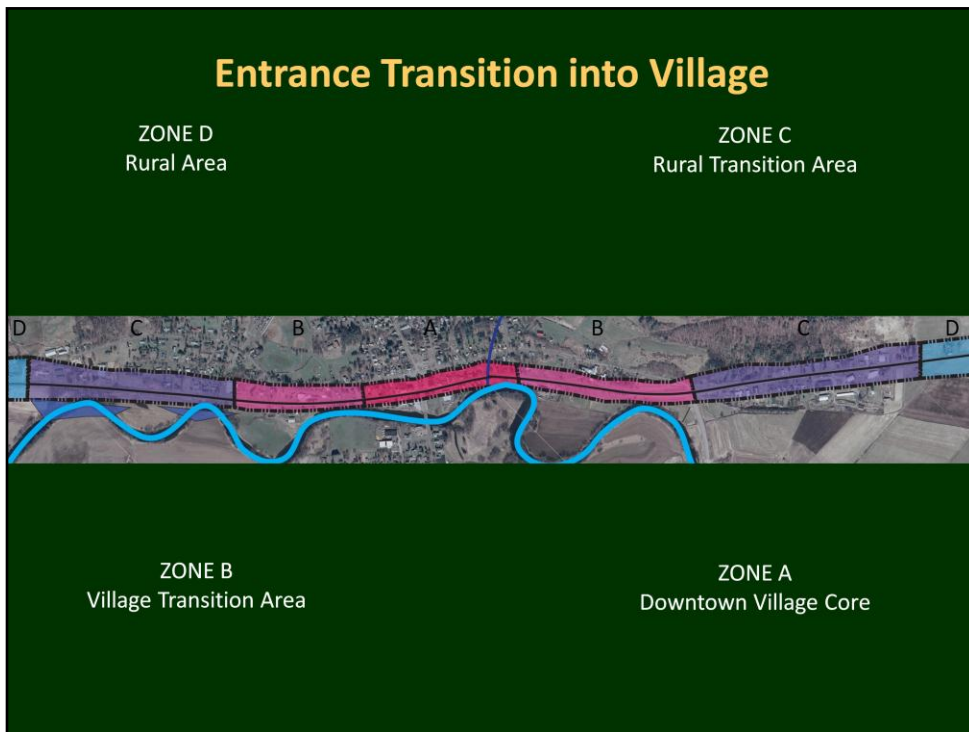 Entrance Transition into Village
ZONE D
Rural Area
ZONE C
Rural Transition Area
D C B A B C D
ZONE B
Village Transition Area
ZONE A
Downtown Village Core